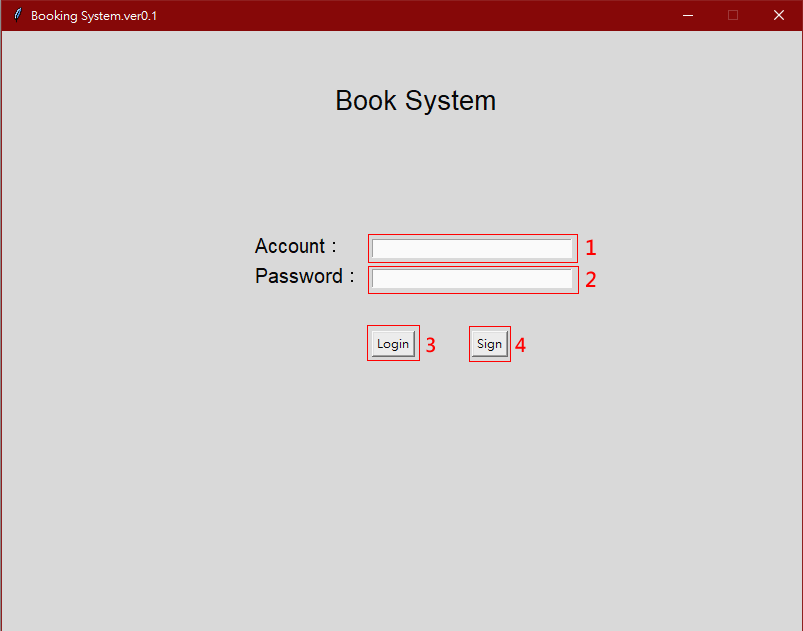 Booking System.ver0.1
Book System
Account : 1
Password : 2
Login 3 Sign 4